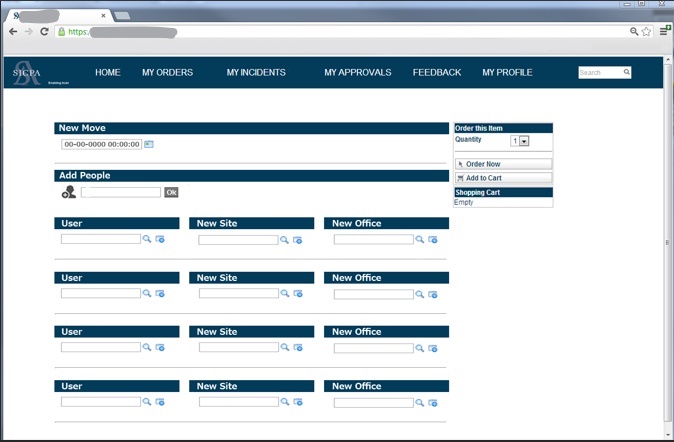 https:
SICPA
Enabling trust
HOME MY ORDERS MY INCIDENTS MY APPROVALS FEEDBACK MY PROFILE
Search
New Move
00-00-0000 00:00:00
Order this Item
Quantity 1
Order Now
Add to Cart
Shopping Cart
Empty
Add People
Ok
User New Site New Office
User New Site New Office
User New Site New Office
User New Site New Office